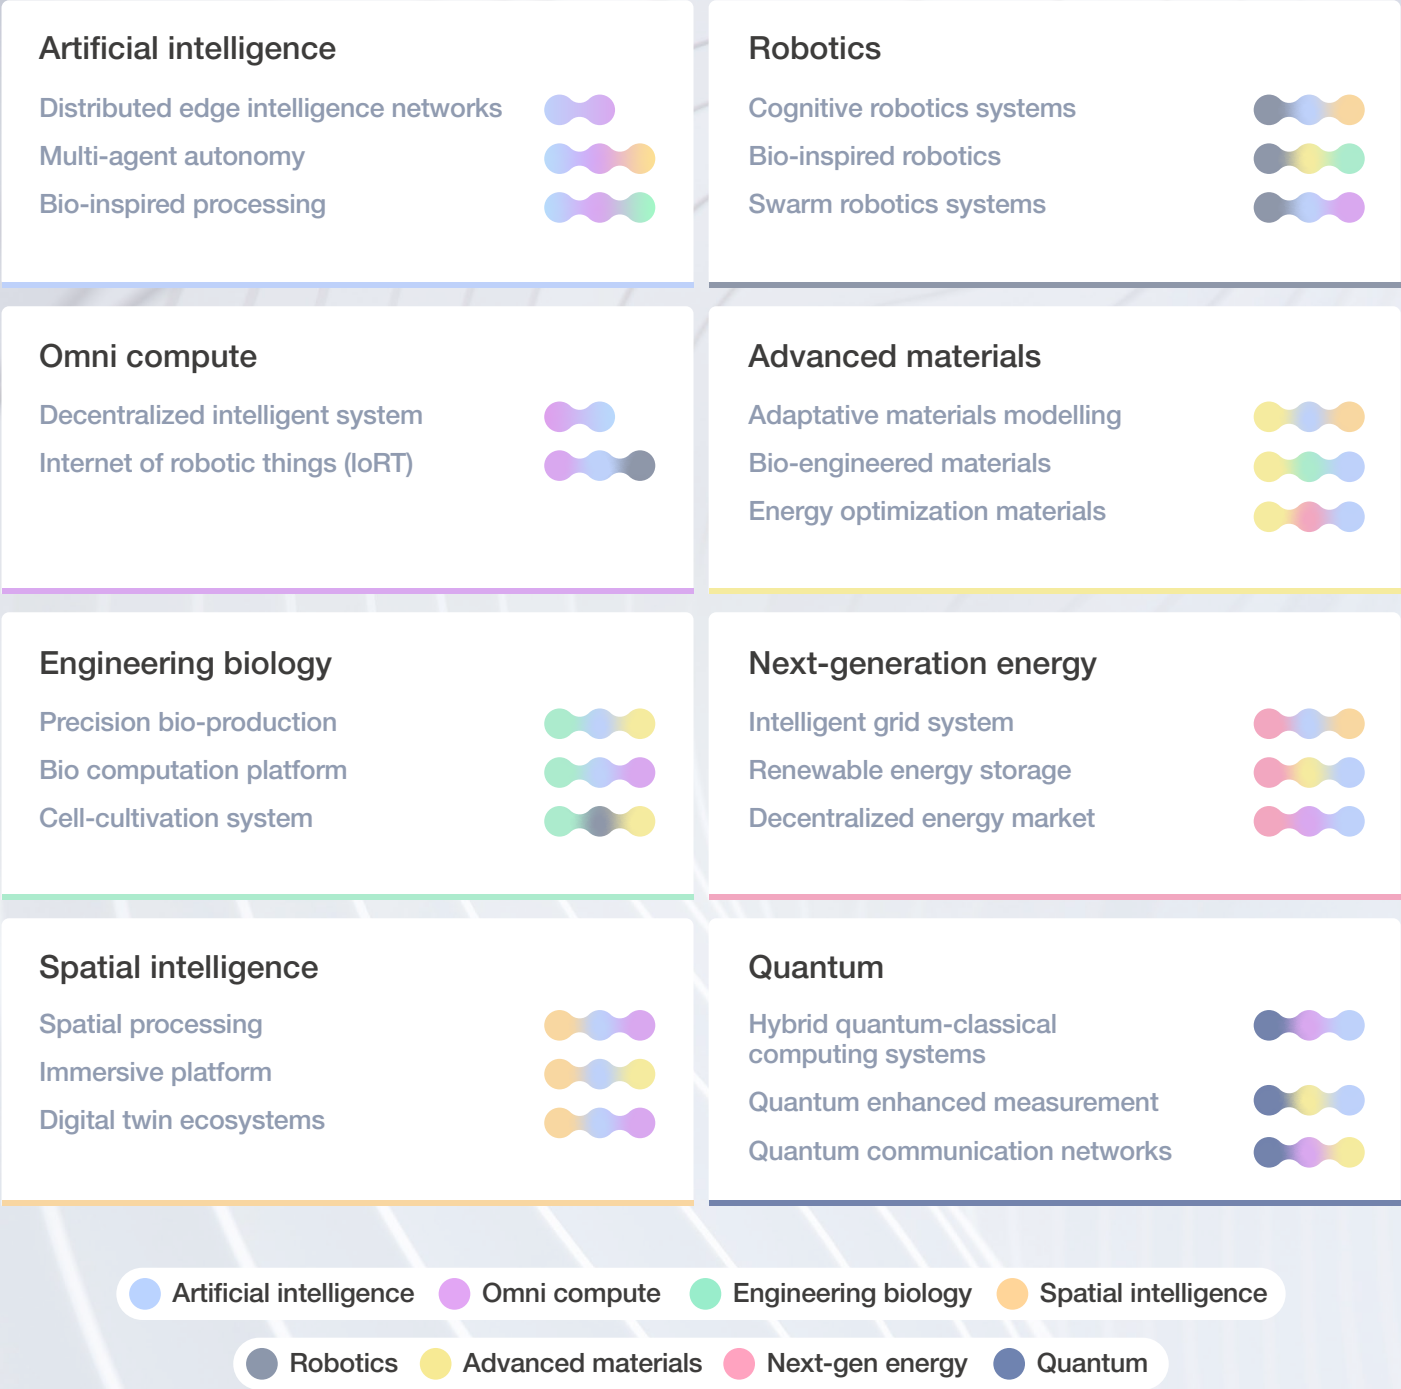 Artificial intelligence
Distributed edge intelligence networks
Multi-agent autonomy
Bio-inspired processing
Robotics
Cognitive robotics systems
Bio-inspired robotics
Swarm robotics systems
Omni compute
Decentralized intelligent system
Internet of robotic things (IoRT)
Advanced materials
Adaptative materials modelling
Bio-engineered materials
Energy optimization materials
Engineering biology
Precision bio-production
Bio computation platform
Cell-cultivation system
Next-generation energy
Intelligent grid system
Renewable energy storage
Decentralized energy market
Spatial intelligence
Spatial processing
Immersive platform
Digital twin ecosystems
Quantum
Hybrid quantum-classical
computing systems
Quantum enhanced measurement
Quantum communication networks
Artificial intelligence Omni compute Engineering biology Spatial intelligence
Robotics Advanced materials Next-gen energy Quantum